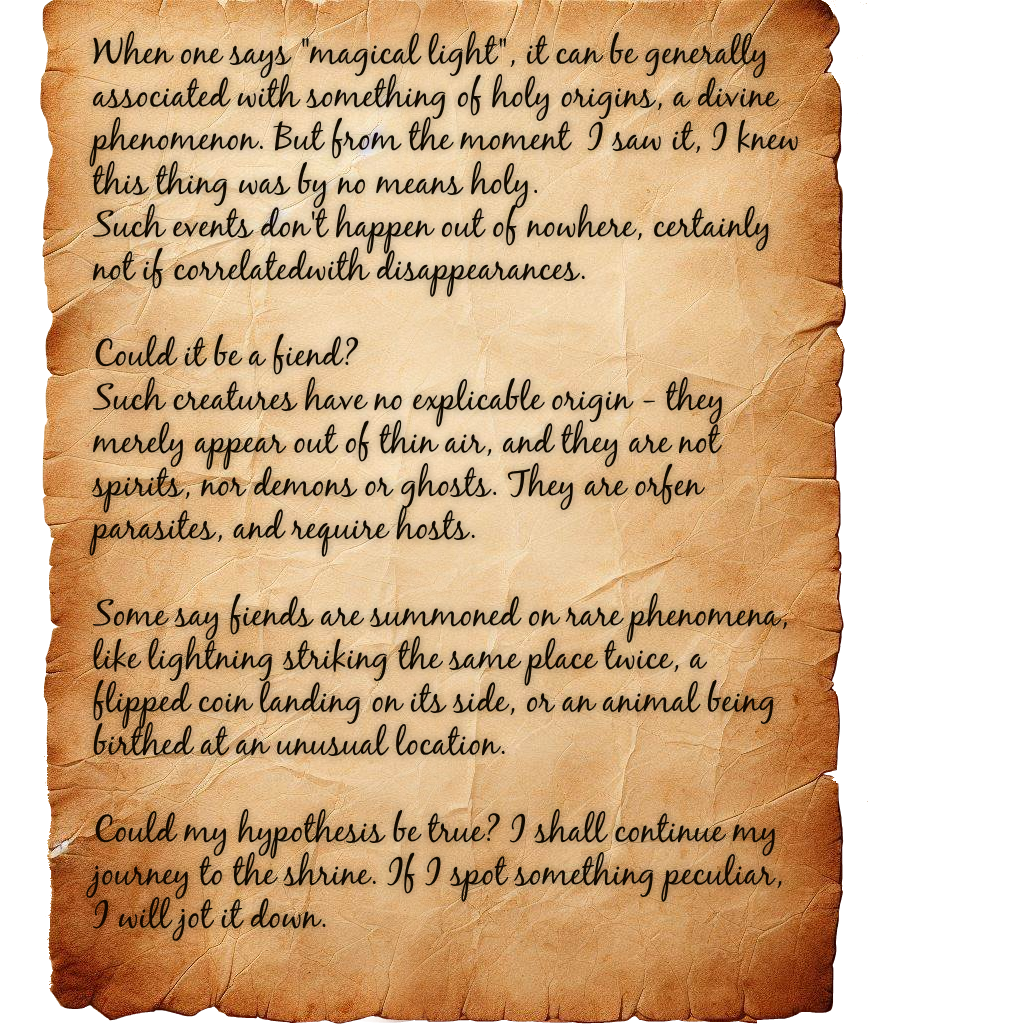 When one says "magical light", it can be generally
associated with something of holy origins, a divine
phenomenon. But from the moment I saw it, I knew
this thing was by no means holy.
Such events don't happen out of nowhere, certainly
not if correlatedwith disappearances.
Could it be a fiend?
Such creatures have no explicable origin - they
merely appear out of thin air, and they are not
spirits, nor demons or ghosts. They are orfen
parasites, and require hosts.
Some say fiends are summoned on rare phenomena,
like lightning striking the same place twice, a
flipped coin landing on its side, or an animal being
birthed at an unusual location.
Could my hypothesis be true? I shall continue my
journey to the shrine. If I spot something peculiar,
I will jot it down.